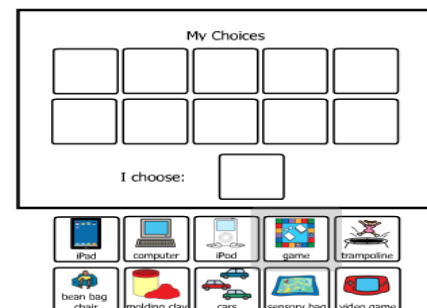 My Choices
I choose:
iPad computer iPod game trampoline
bean bag
chair molding clay cars sensory bag video game